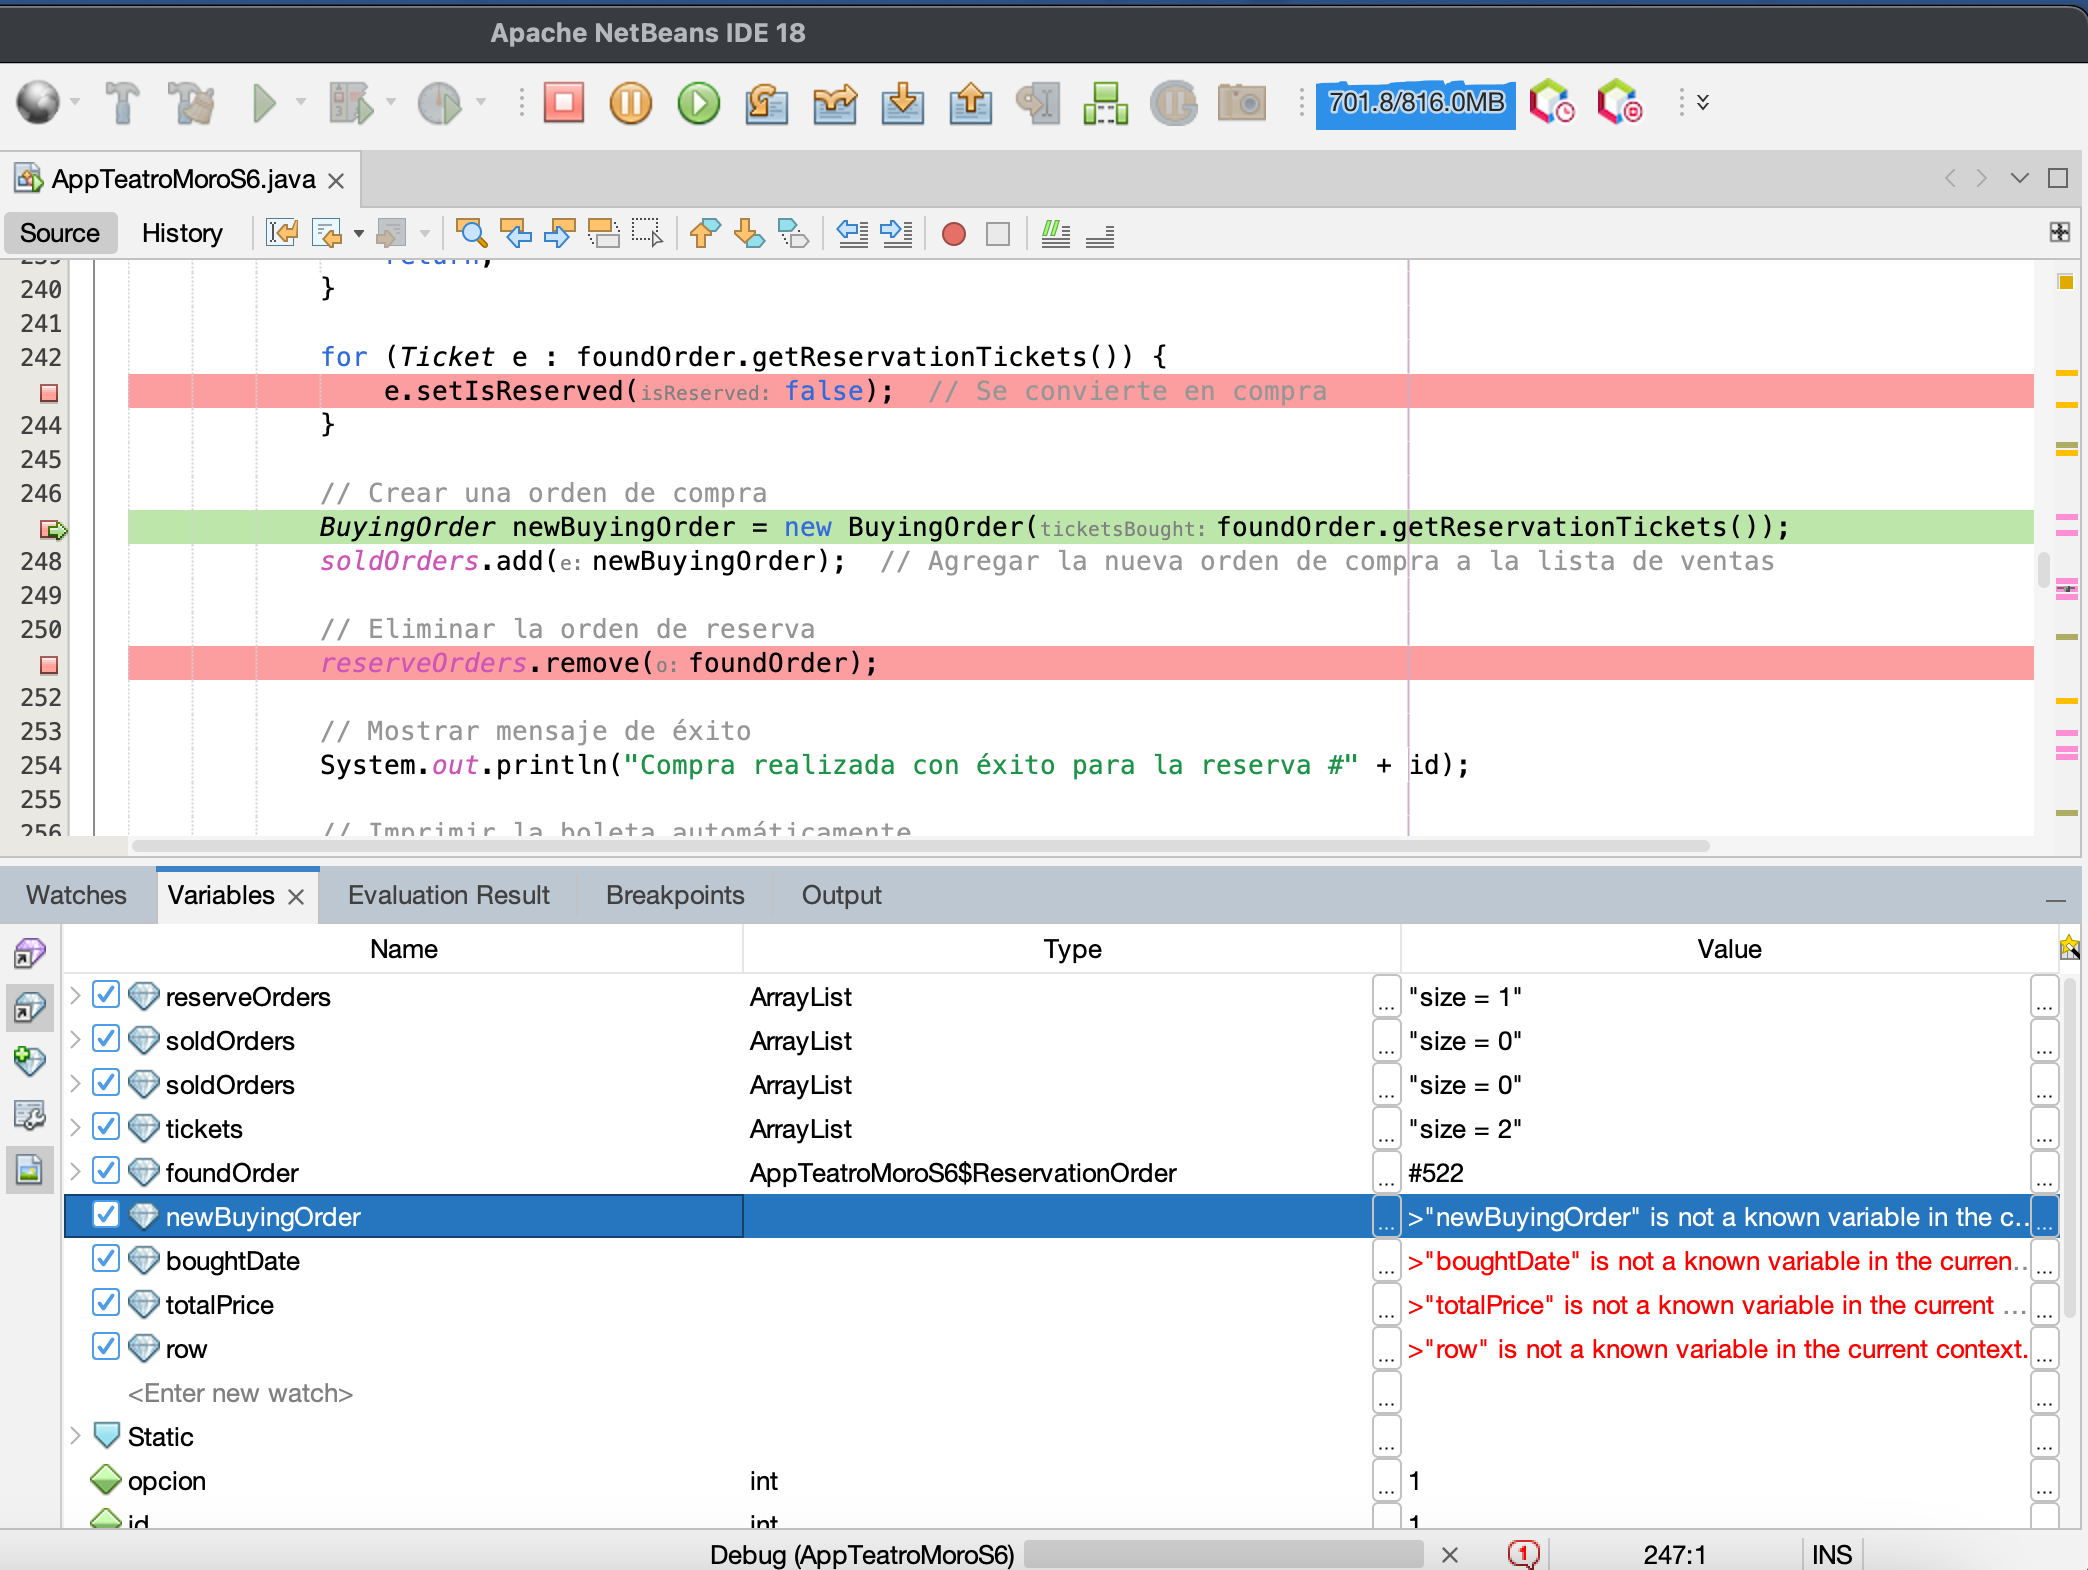 Apache NetBeans IDE 18
701.8/816.0MB
AppTeatroMoroS6.java
Source History
239 return;
240 }
241
242 for (Ticket e : foundOrder.getReservationTickets()) {
e.setIsReserved(isReserved: false); // Se convierte en compra
244 }
245
246 // Crear una orden de compra
BuyingOrder newBuyingOrder = new BuyingOrder(ticketsBought: foundOrder.getReservationTickets());
248 soldOrders.add(e: newBuyingOrder); // Agregar la nueva orden de compra a la lista de ventas
249
250 // Eliminar la orden de reserva
reserveOrders.remove(o: foundOrder);
252
253 // Mostrar mensaje de éxito
254 System.out.println("Compra realizada con éxito para la reserva #" + id);
255
256 // Imprimir la boleta automáticamente
Watches Variables Evaluation Result Breakpoints Output
Name Type Value
reserveOrders ArrayList ... "size = 1" ...
soldOrders ArrayList ... "size = 0" ...
soldOrders ArrayList ... "size = 0" ...
tickets ArrayList ... "size = 2" ...
foundOrder AppTeatroMoroS6$ReservationOrder ... #522 ...
newBuyingOrder ... >"newBuyingOrder" is not a known variable in the c... ...
boughtDate ... >"boughtDate" is not a known variable in the curren... ...
totalPrice ... >"totalPrice" is not a known variable in the current ... ...
row ... >"row" is not a known variable in the current context. ...
<Enter new watch> ... ...
Static ... ...
opcion int ... 1 ...
id int 1
Debug (AppTeatroMoroS6) 1 247:1 INS